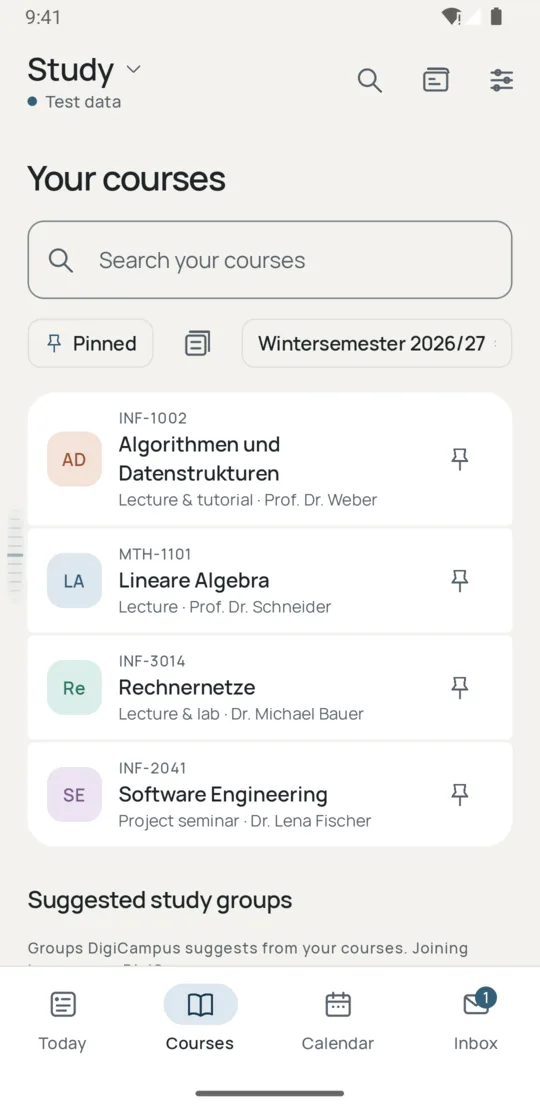 9:41
Study
Test data
Your courses
Search your courses
Pinned
Wintersemester 2026/27
INF-1002
AD
Algorithmen und
Datenstrukturen
Lecture & tutorial · Prof. Dr. Weber
MTH-1101
LA
Lineare Algebra
Lecture · Prof. Dr. Schneider
INF-3014
Re
Rechnernetze
Lecture & lab · Dr. Michael Bauer
INF-2041
SE
Software Engineering
Project seminar · Dr. Lena Fischer
Suggested study groups
Groups DigiCampus suggests from your courses. Joining
1
Today
Courses
Calendar
Inbox